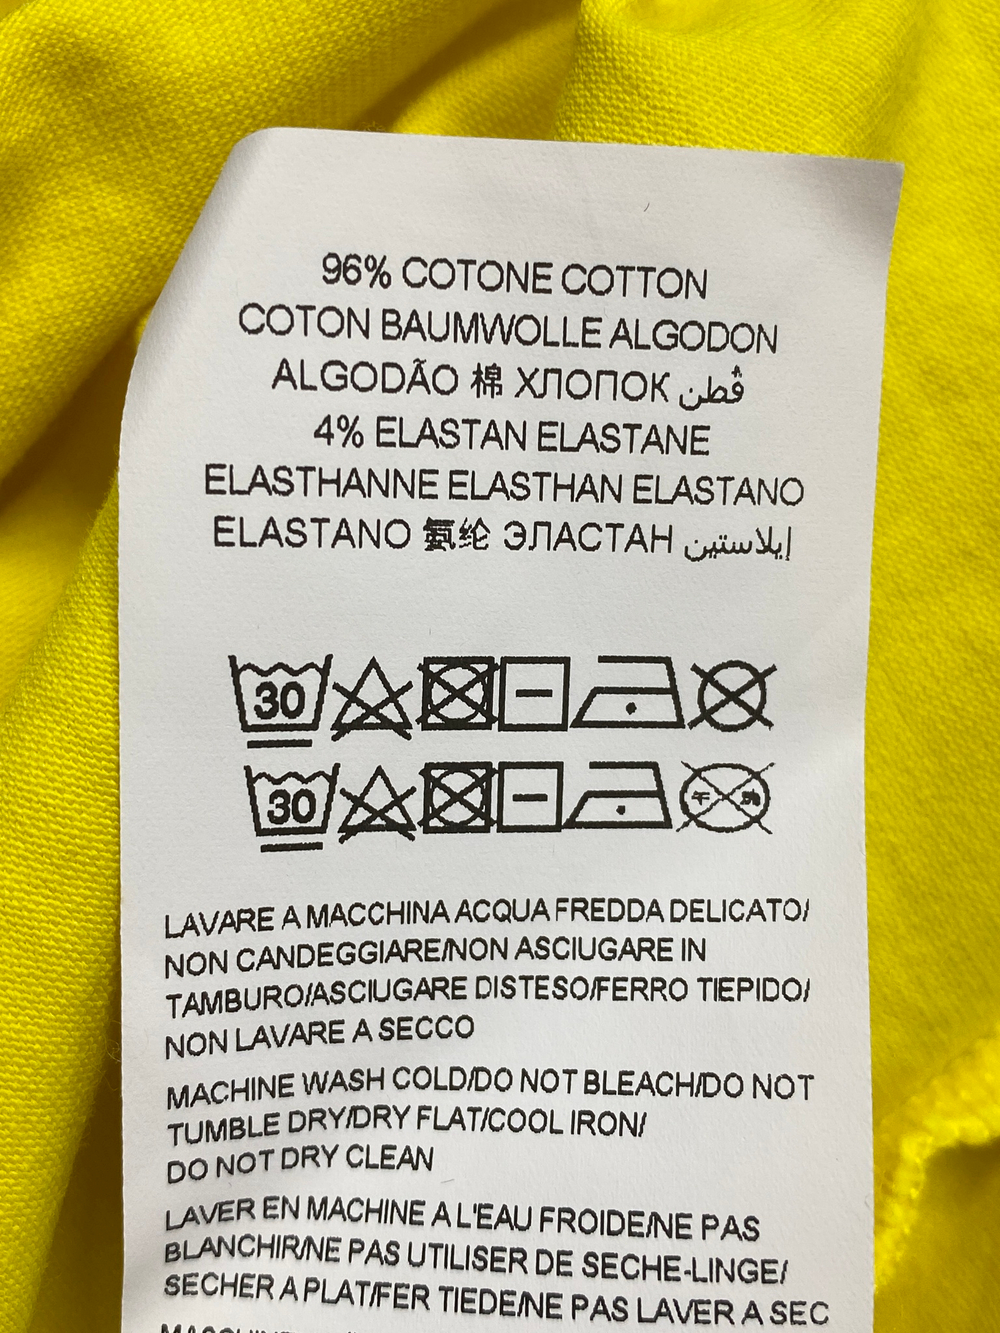 96% COTONE COTTON
COTON BAUMWOLLE ALGODON
ALGODÃO 棉 ХЛОПОК قطن
4% ELASTAN ELASTANE
ELASTHANNE ELASTHAN ELASTANO
ELASTANO 氨纶 ЭЛАСТАН إيلاستين
30
30
LAVARE A MACCHINA ACQUA FREDDA DELICATO/
NON CANDEGGIARE/NON ASCIUGARE IN
TAMBURO/ASCIUGARE DISTESO/FERRO TIEPIDO/
NON LAVARE A SECCO
MACHINE WASH COLD/DO NOT BLEACH/DO NOT
TUMBLE DRY/DRY FLAT/COOL IRON/
DO NOT DRY CLEAN
LAVER EN MACHINE A L'EAU FROIDE/NE PAS
BLANCHIR/NE PAS UTILISER DE SECHE-LINGE/
SECHER A PLAT/FER TIEDE/NE PAS LAVER A SEC